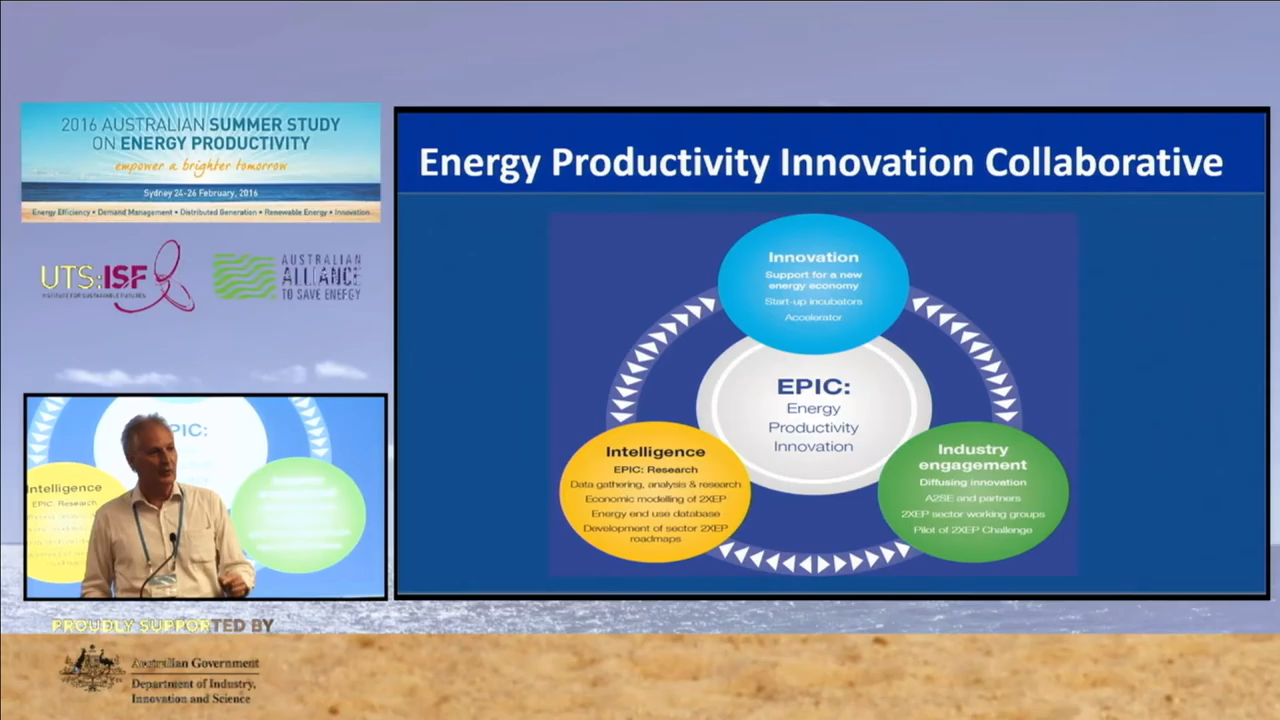 2016 AUSTRALIAN SUMMER STUDY
ON ENERGY PRODUCTIVITY
empower a brighter tomorrow
Sydney 24-26 February, 2016
Energy Efficiency • Demand Management • Distributed Generation • Renewable Energy • Innovation
UTS:ISF
INSTITUTE FOR SUSTAINABLE FUTURES
AUSTRALIAN
ALLIANCE
TO SAVE ENERGY
Energy Productivity Innovation Collaborative
Innovation
Support for a new
energy economy
Start-up incubators
Accelerator
EPIC:
Energy
Productivity
Innovation
Intelligence
EPIC: Research
Data gathering, analysis & research
Economic modelling of 2XEP
Energy end use database
Development of sector 2XEP
roadmaps
Industry
engagement
Diffusing innovation
A2SE and partners
2XEP sector working groups
Pilot of 2XEP Challenge
PIC:
Intelligence
EPIC: Research
PROUDLY SUPPORTED BY
Australian Government
Department of Industry,
Innovation and Science